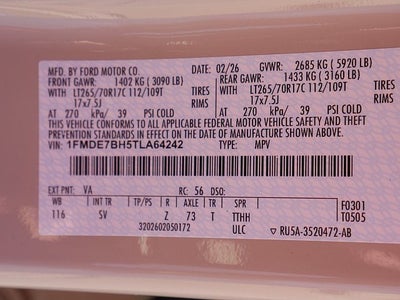 MFD. BY FORD MOTOR CO. DATE: 02/26 GVWR: 2685 KG (5920 LB)
FRONT GAWR: 1402 KG (3090 LB) REAR GAWR: 1433 KG (3160 LB)
WITH LT265/70R17C 112/109T TIRES WITH LT265/70R17C 112/109T TIRES
17x7.5J RIMS 17x7.5J RIMS
AT 270 kPa/ 39 PSI COLD AT 270 kPa/ 39 PSI COLD
THIS VEHICLE CONFORMS TO ALL APPLICABLE FEDERAL MOTOR VEHICLE SAFETY AND THEFT PREVENTION STANDARDS IN EFFECT ON THE DATE OF MANUFACTURE SHOWN ABOVE.
VIN: 1FMDE7BH5TLA64242 TYPE: MPV
EXT PNT: VA RC: 56 DSO: F0301
WB TP/PS R AXLE TR SPR T0505
116 SV Z 73 T TTHH
3202602050172 ULC RU5A-3520472-AB